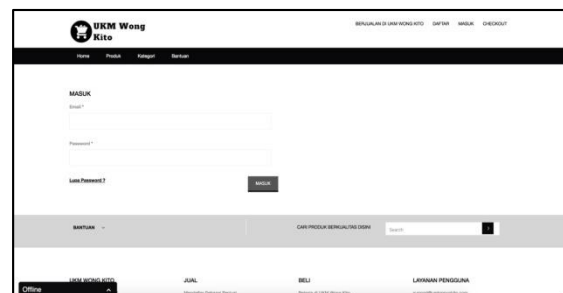 UKM Wong
Kito
BERJUALAN DI UKM WONG KITO DAFTAR MASUK CHECKOUT
Home Produk Kategori Bantuan
MASUK
Email *
Password *
Lupa Password ?
MASUK
BANTUAN
CARI PRODUK BERKUALITAS DISINI
Search
UKM WONG KITO JUAL BELI LAYANAN PENGGUNA
Offline